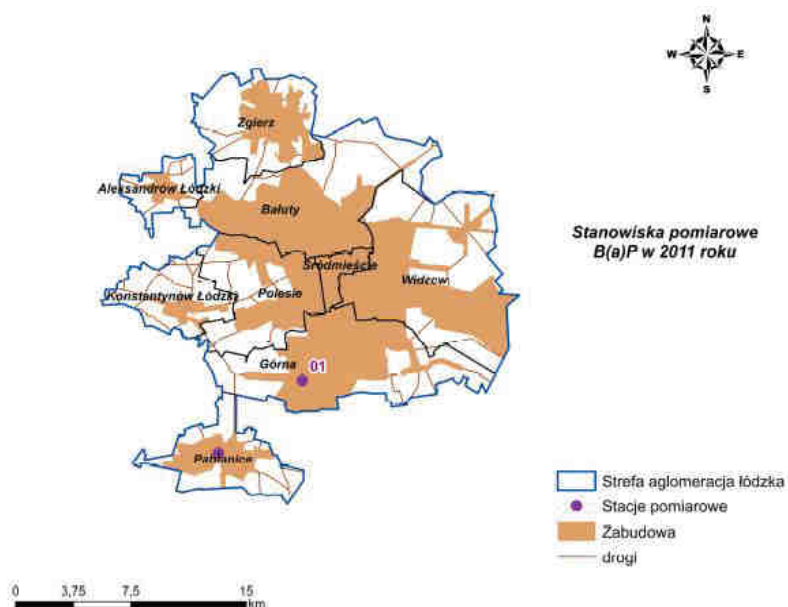 N
W E
S
Zgierz
Aleksandrów Łódzki
Bałuty
Stanowiska pomiarowe
B(a)P w 2011 roku
Śródmieście
Widzew
Konstantynów Łódzki
Polesie
Górna
01
Pabianice
Strefa aglomeracja łódzka
Stacje pomiarowe
Zabudowa
drogi
0 3,75 7,5 15
km